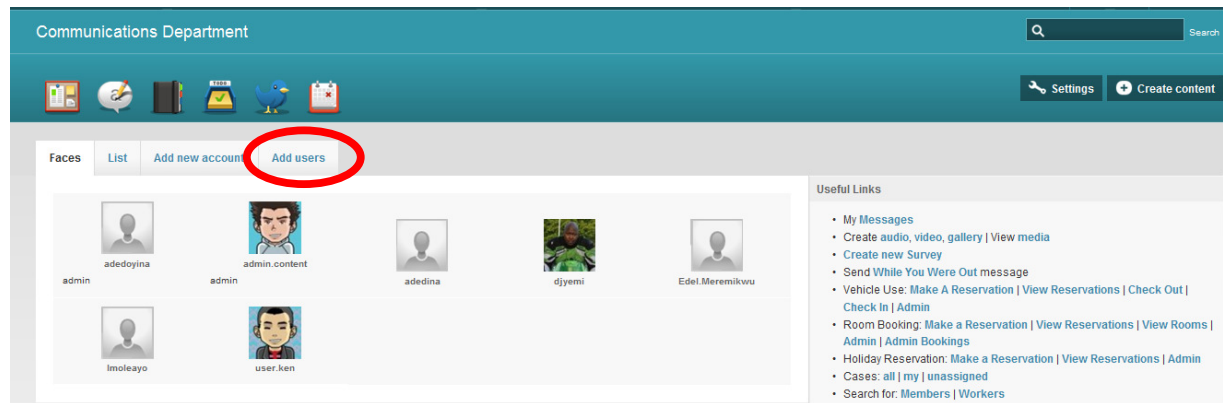 Communications Department
Search
Settings
Create content
Faces
List
Add new account
Add users
Useful Links
adedoyina
admin
admin.content
admin
adedina
djyemi
Edel.Meremikwu
Imoleayo
user.ken
• My Messages
• Create audio, video, gallery | View media
• Create new Survey
• Send While You Were Out message
• Vehicle Use: Make A Reservation | View Reservations | Check Out |
Check In | Admin
• Room Booking: Make a Reservation | View Reservations | View Rooms |
Admin | Admin Bookings
• Holiday Reservation: Make a Reservation | View Reservations | Admin
• Cases: all | my | unassigned
• Search for: Members | Workers